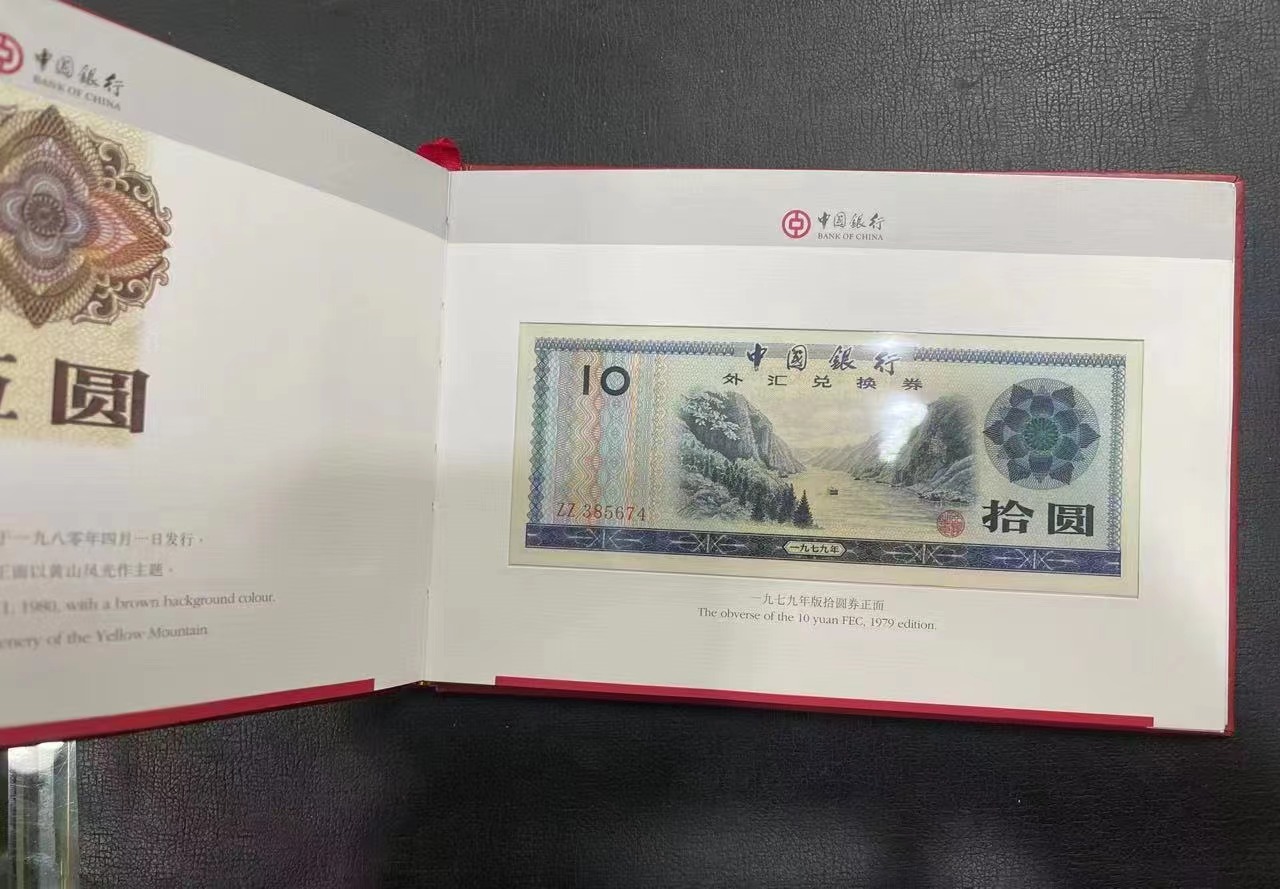 中国銀行
BANK OF CHINA
圆
于一九八零年四月一日发行，
正面以黄山风光作主题。
1, 1980, with a brown background colour.
enery of the Yellow Mountain
中国銀行
BANK OF CHINA
中国銀行
外汇兑换券
10
ZZ 385674
拾圆
一九七九年
一九七九年版拾圆券正面
The obverse of the 10 yuan FEC, 1979 edition.